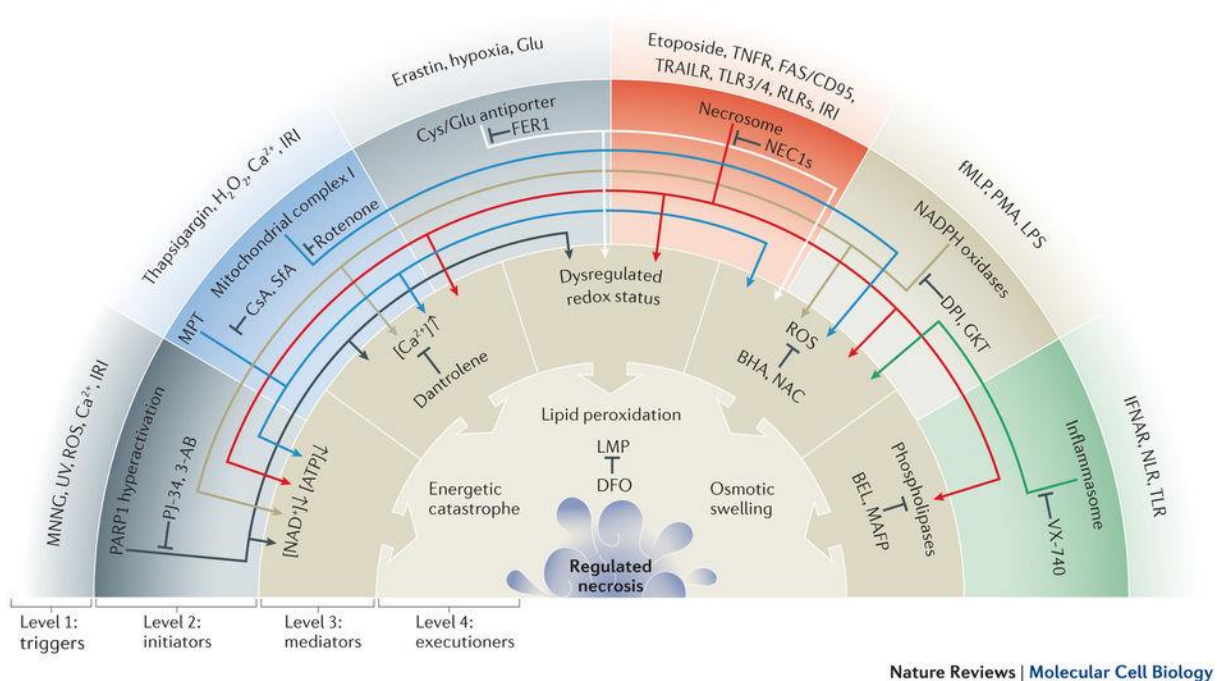 Etoposide, TNFR, FAS/CD95,
TRAILR, TLR3/4, RLRs, IRI
Erastin, hypoxia, Glu
Cys/Glu antiporter
FER1
Necrosome
NEC1s
Thapsigargin, H₂O₂, Ca²⁺, IRI
Mitochondrial complex I
Rotenone
CsA, SfA
MPT
fMLP, PMA, LPS
NADPH oxidases
DPI, GKT
MNNG, UV, ROS, Ca²⁺, IRI
PARP1 hyperactivation
PJ-34, 3-AB
IFNAR, NLR, TLR
Inflammasome
VX-740
[NAD⁺]↓ [ATP]↓
[Ca²⁺]⇈
Dantrolene
Dysregulated
redox status
ROS
BHA, NAC
Phospholipases
BEL, MAFP
Lipid peroxidation
LMP
DFO
Energetic
catastrophe
Osmotic
swelling
Regulated
necrosis
Level 1:
triggers
Level 2:
initiators
Level 3:
mediators
Level 4:
executioners
Nature Reviews | Molecular Cell Biology